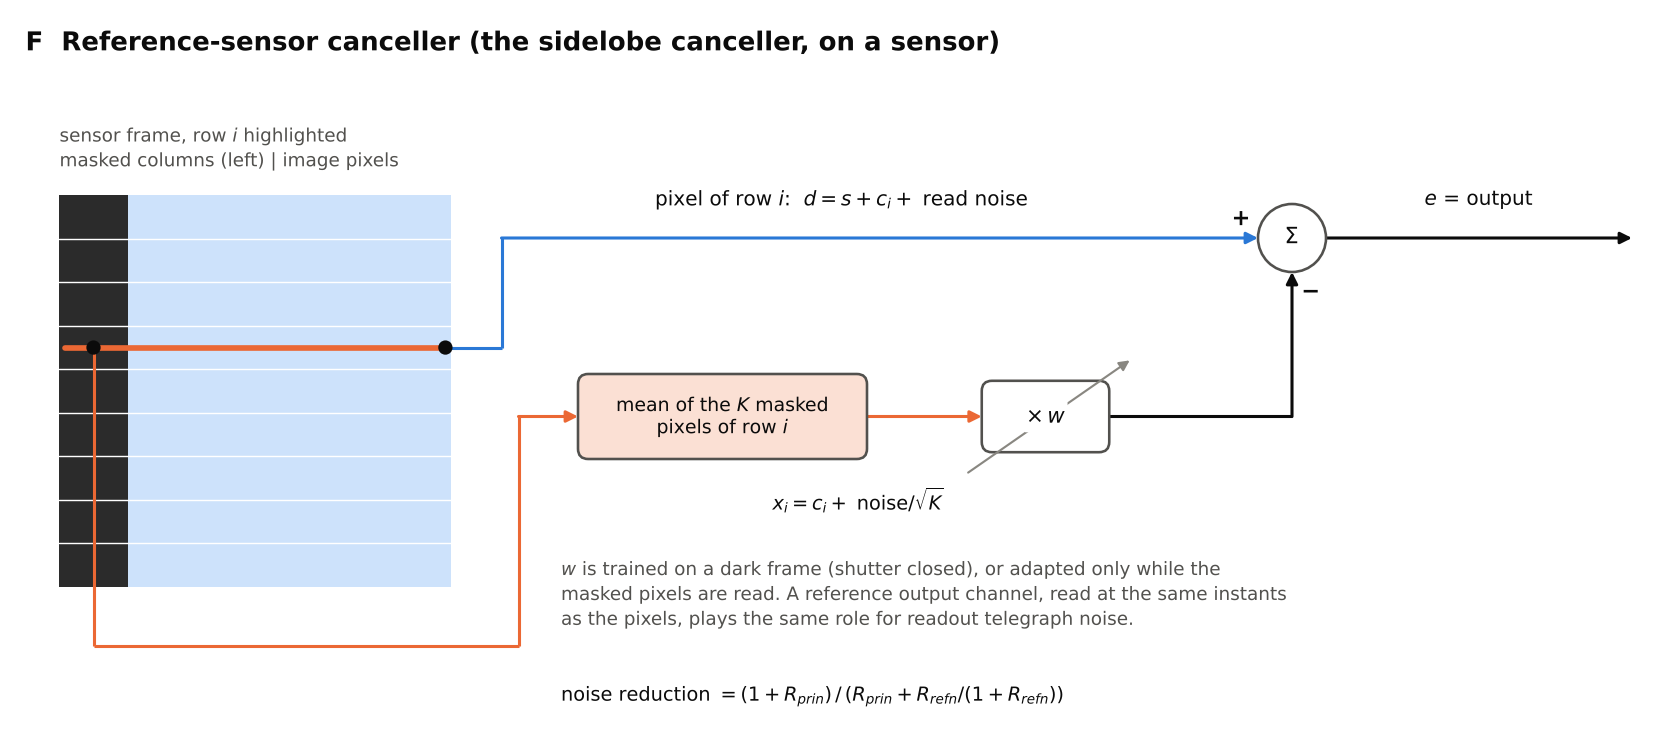 F Reference-sensor canceller (the sidelobe canceller, on a sensor)
sensor frame, row i highlighted
masked columns (left) | image pixels
pixel of row i: d = s + c_i + read noise
+
Σ
e = output
−
mean of the K masked
pixels of row i
× w
x_i = c_i + noise/√K
w is trained on a dark frame (shutter closed), or adapted only while the
masked pixels are read. A reference output channel, read at the same instants
as the pixels, plays the same role for readout telegraph noise.
noise reduction = (1 + R_prin) / (R_prin + R_refn/(1 + R_refn))